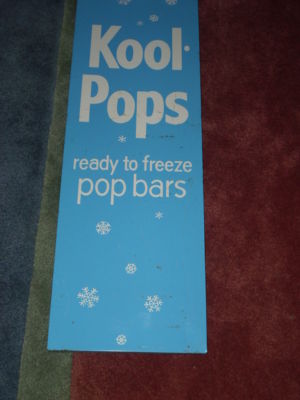 Kool·
Pops
ready to freeze
pop bars